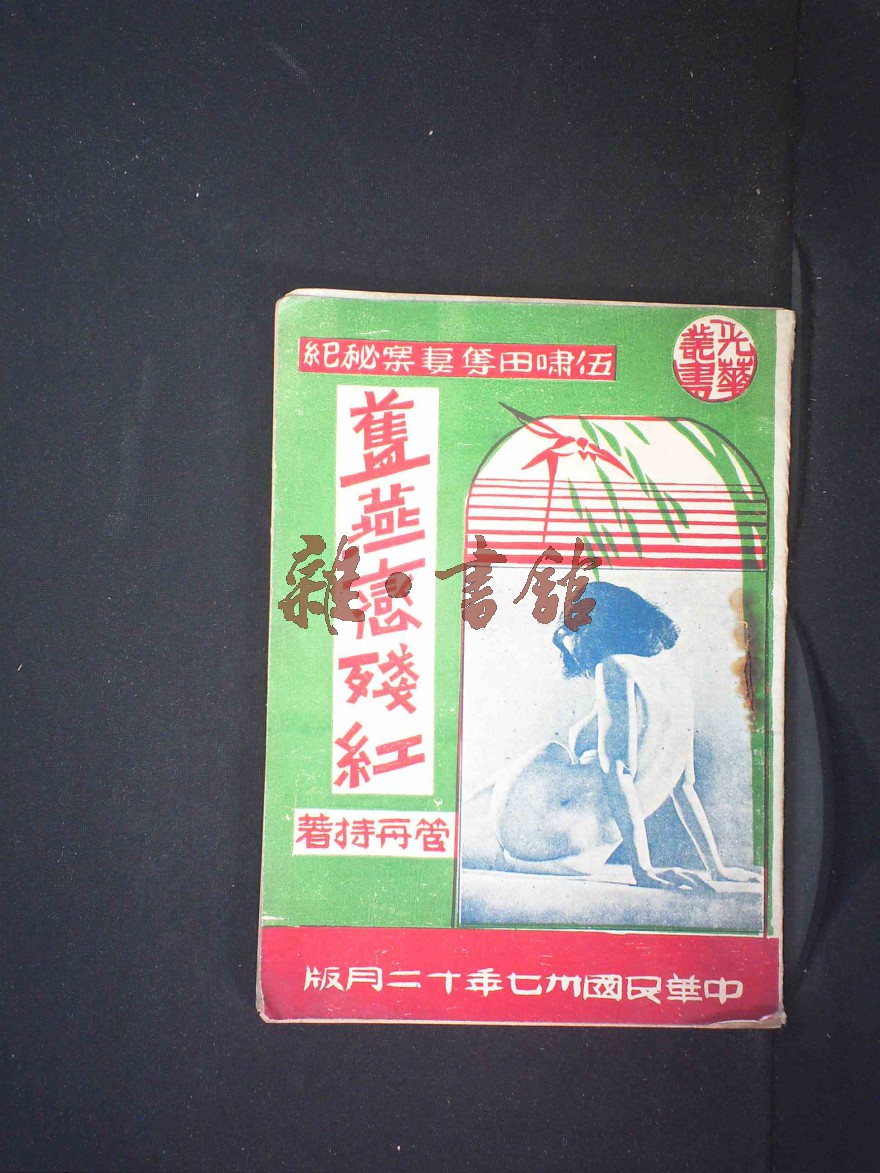 光華
叢書
伍嘯田奪妻案秘紀
舊燕戀殘紅
管再持著
中華民國卅七年十二月版
雜·書館